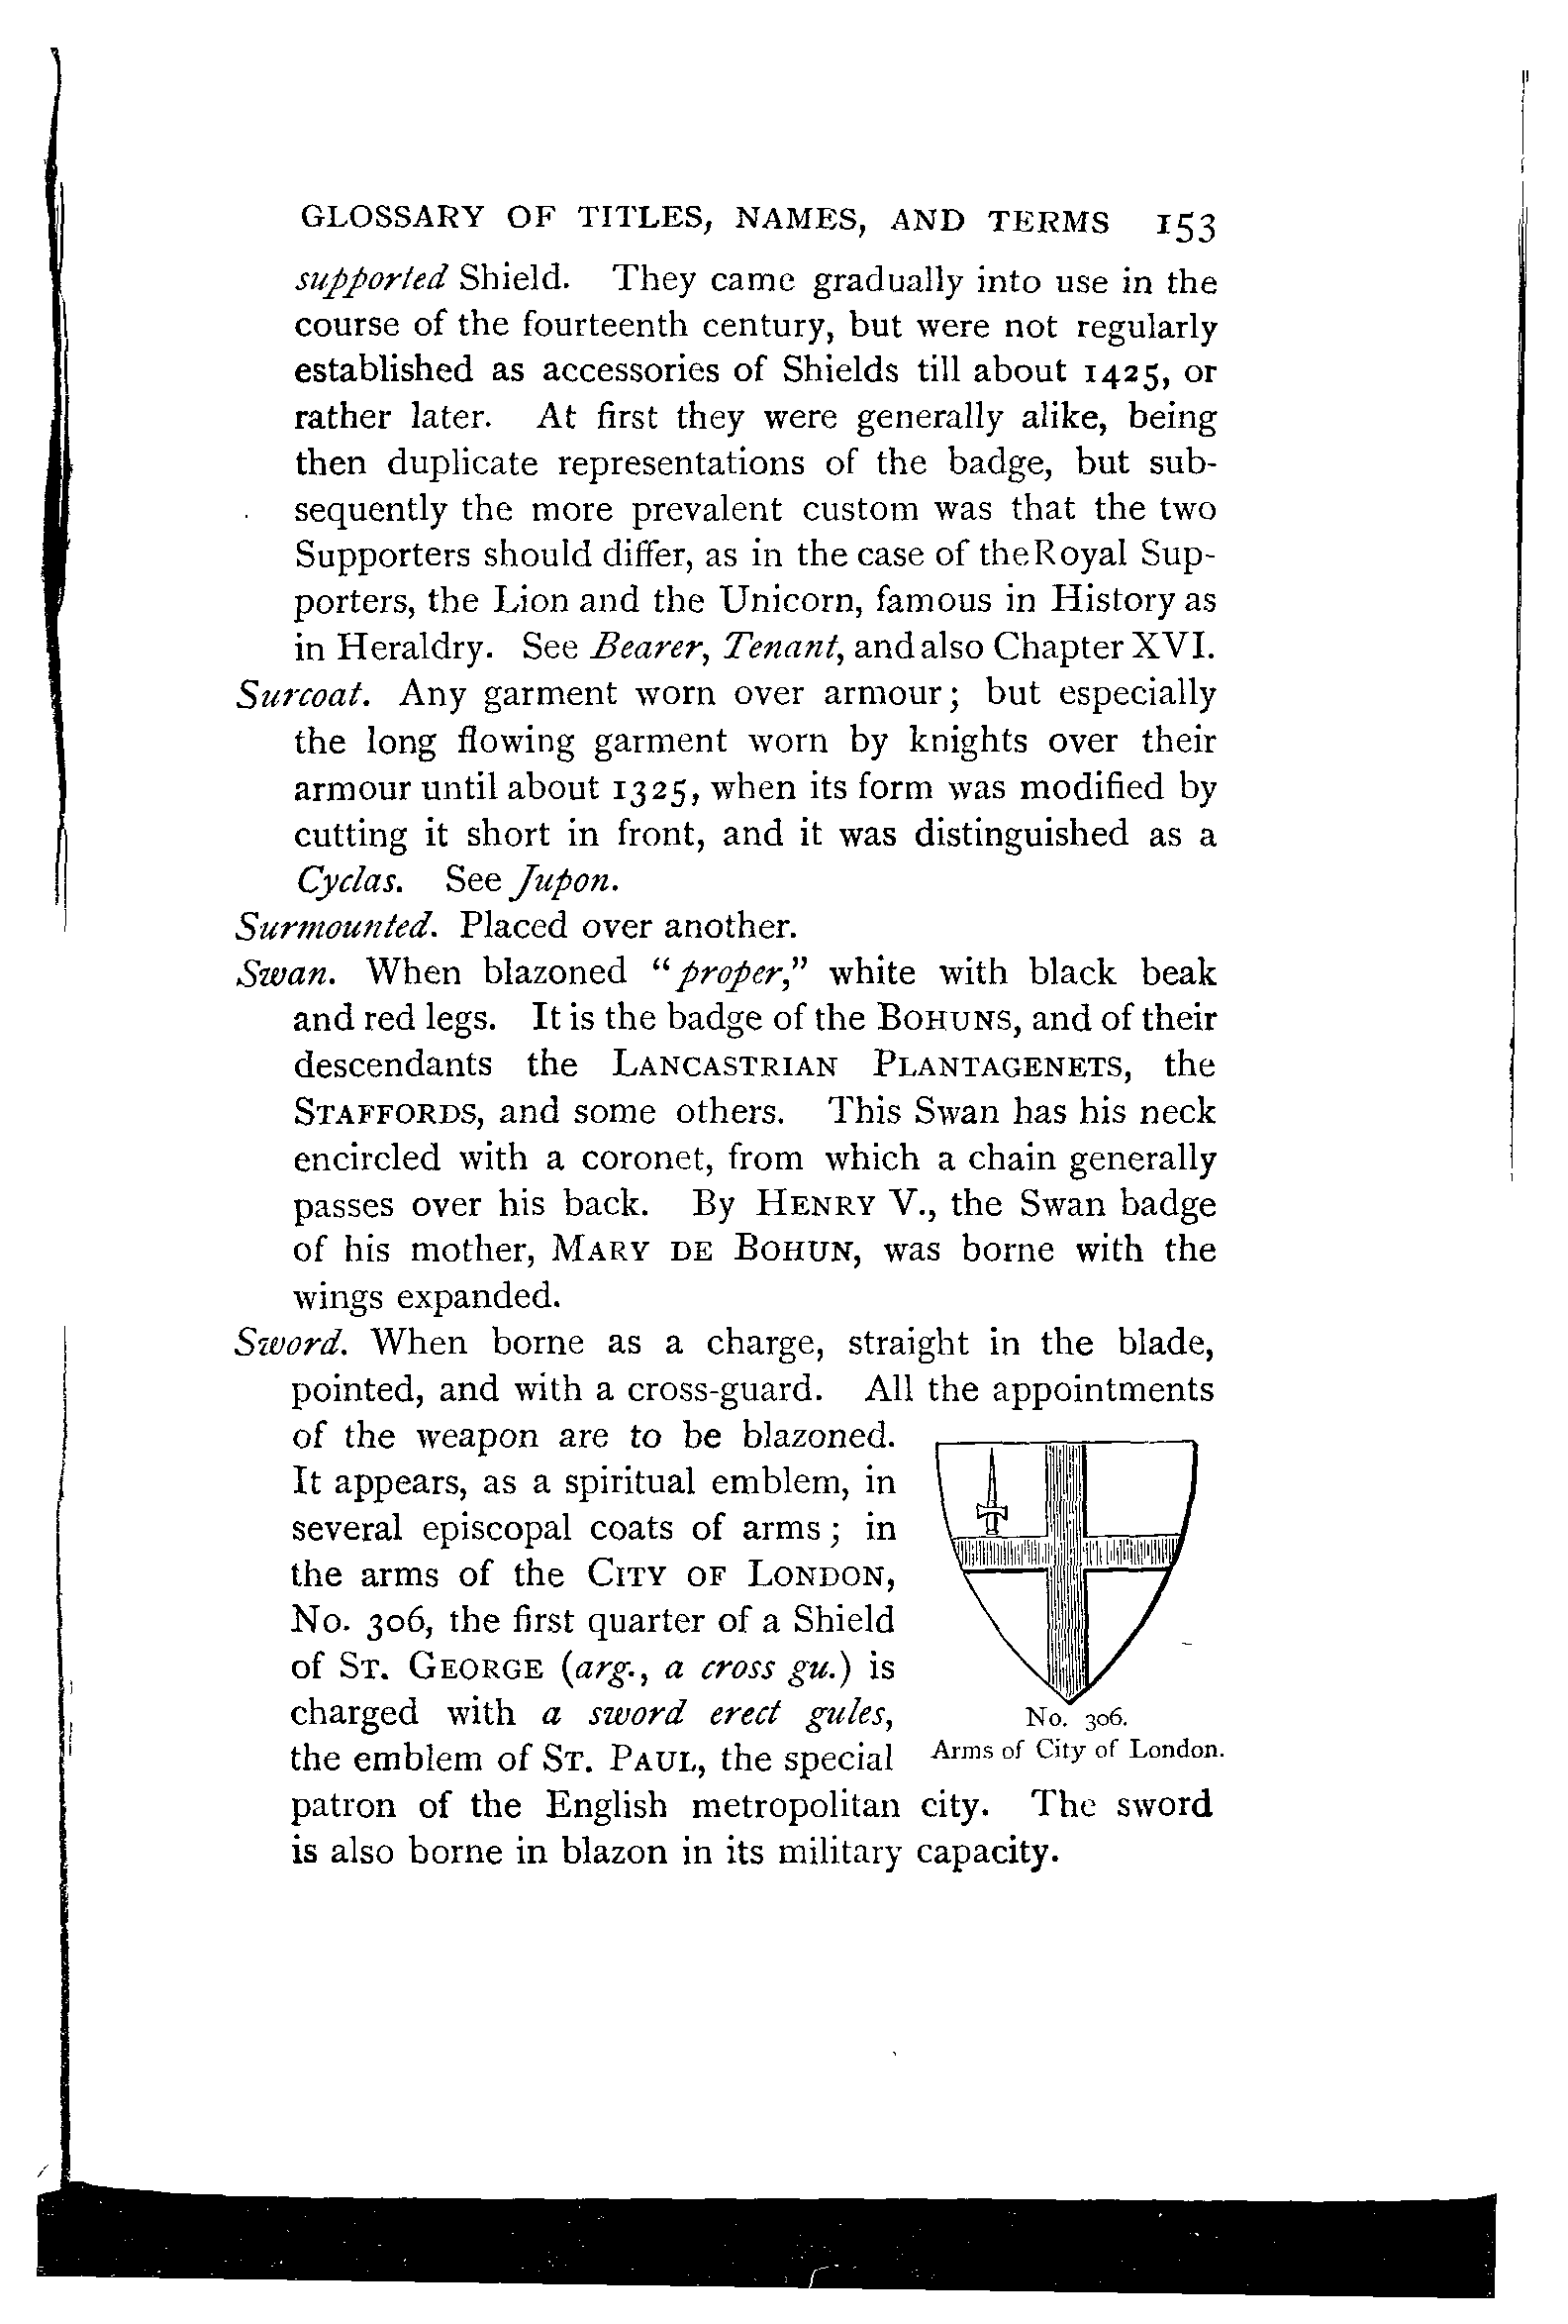 GLOSSARY OF TITLES, NAMES, AND TERMS 153
supported Shield. They came gradually into use in the
course of the fourteenth century, but were not regularly
established as accessories of Shields till about 1425, or
rather later. At first they were generally alike, being
then duplicate representations of the badge, but sub-
sequently the more prevalent custom was that the two
Supporters should differ, as in the case of the Royal Sup-
porters, the Lion and the Unicorn, famous in History as
in Heraldry. See Bearer, Tenant, and also Chapter XVI.
Surcoat. Any garment worn over armour; but especially
the long flowing garment worn by knights over their
armour until about 1325, when its form was modified by
cutting it short in front, and it was distinguished as a
Cyclas. See Jupon.
Surmounted. Placed over another.
Swan. When blazoned "proper," white with black beak
and red legs. It is the badge of the BOHUNS, and of their
descendants the LANCASTRIAN PLANTAGENETS, the
STAFFORDS, and some others. This Swan has his neck
encircled with a coronet, from which a chain generally
passes over his back. By HENRY V., the Swan badge
of his mother, MARY DE BOHUN, was borne with the
wings expanded.
Sword. When borne as a charge, straight in the blade,
pointed, and with a cross-guard. All the appointments
of the weapon are to be blazoned.
It appears, as a spiritual emblem, in
several episcopal coats of arms; in
the arms of the CITY OF LONDON,
No. 306, the first quarter of a Shield
of ST. GEORGE (arg., a cross gu.) is
charged with a sword erect gules,
the emblem of ST. PAUL, the special
patron of the English metropolitan city. The sword
is also borne in blazon in its military capacity.
No. 306.
Arms of City of London.